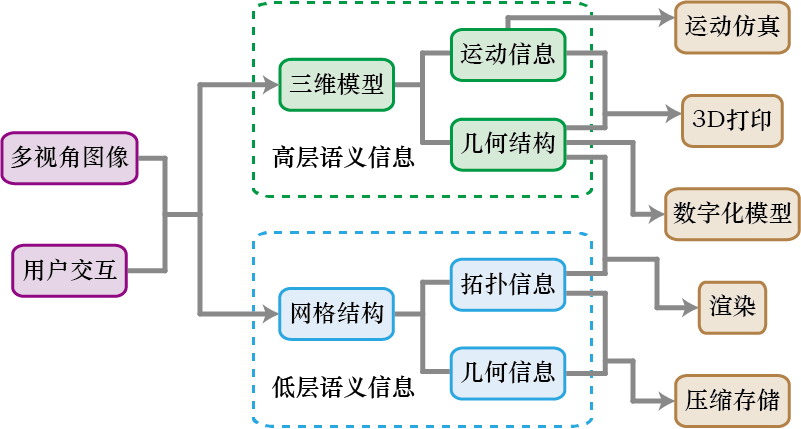 多视角图像
用户交互
三维模型
运动信息
几何结构
高层语义信息
网格结构
拓扑信息
几何信息
低层语义信息
运动仿真
3D打印
数字化模型
渲染
压缩存储